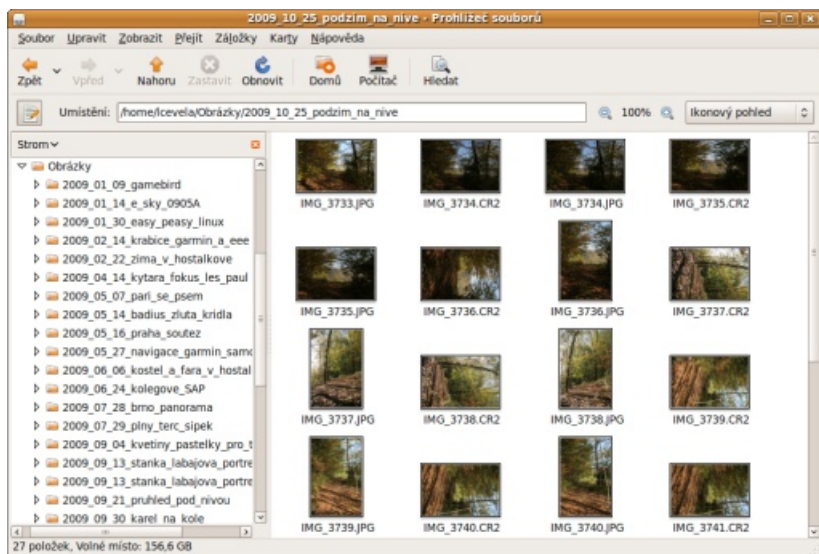 2009_10_25_podzim_na_nive - Prohlížeč souborů
Soubor Upravit Zobrazit Přejít Záložky Karty Nápověda
Zpět Vpřed Nahoru Zastavit Obnovit Domů Počítač Hledat
Umístění: /home/lcevela/Obrázky/2009_10_25_podzim_na_nive 100% Ikonový pohled
Strom
Obrázky
2009_01_09_gamebird
2009_01_14_e_sky_0905A
2009_01_30_easy_peasy_linux
2009_02_14_krabice_garmin_a_eee
2009_02_22_zima_v_hostalkove
2009_04_14_kytara_fokus_les_paul
2009_05_07_pari_se_psem
2009_05_14_badius_zluta_kridla
2009_05_16_praha_soutez
2009_05_27_navigace_garmin_samo
2009_06_06_kostel_a_fara_v_hostal
2009_06_24_kolegove_SAP
2009_07_28_brno_panorama
2009_07_29_plny_terc_sipek
2009_09_04_kvetiny_pastelky_pro_t
2009_09_13_stanka_labajova_portre
2009_09_13_stanka_labajova_portre
2009_09_21_pruhled_pod_nivou
2009_09_30_karel_na_kole
IMG_3733.JPG IMG_3734.CR2 IMG_3734.JPG IMG_3735.CR2
IMG_3735.JPG IMG_3736.CR2 IMG_3736.JPG IMG_3737.CR2
IMG_3737.JPG IMG_3738.CR2 IMG_3738.JPG IMG_3739.CR2
IMG_3739.JPG IMG_3740.CR2 IMG_3740.JPG IMG_3741.CR2
27 položek, Volné místo: 156,6 GB